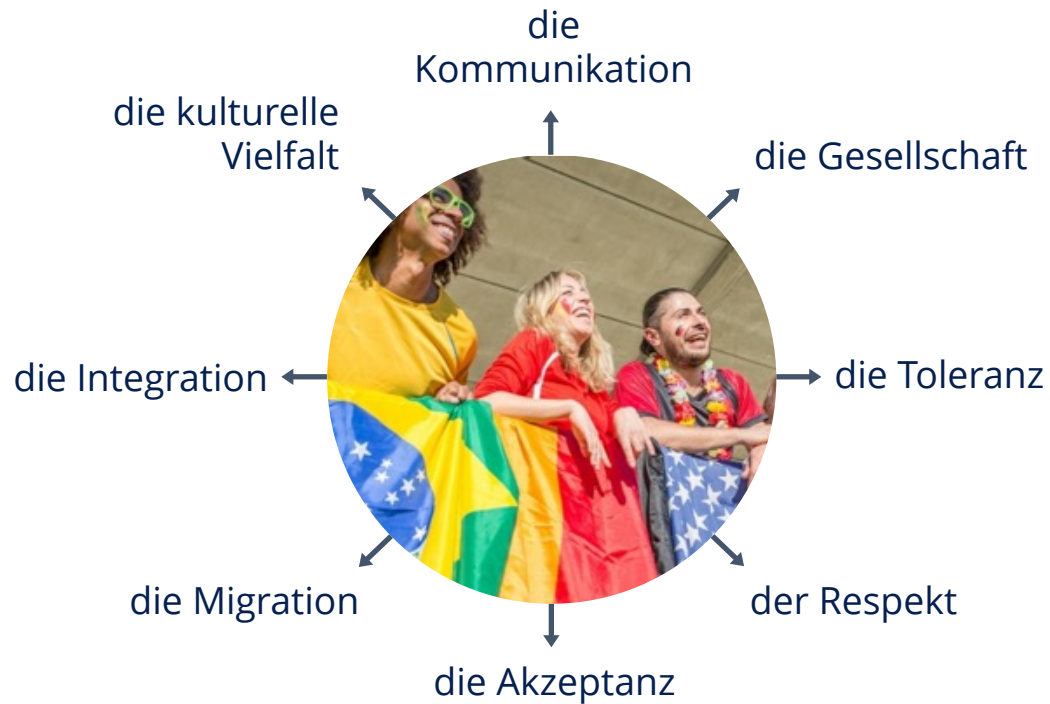 die
Kommunikation
die kulturelle
Vielfalt
die Gesellschaft
die Integration
die Toleranz
die Migration
der Respekt
die Akzeptanz